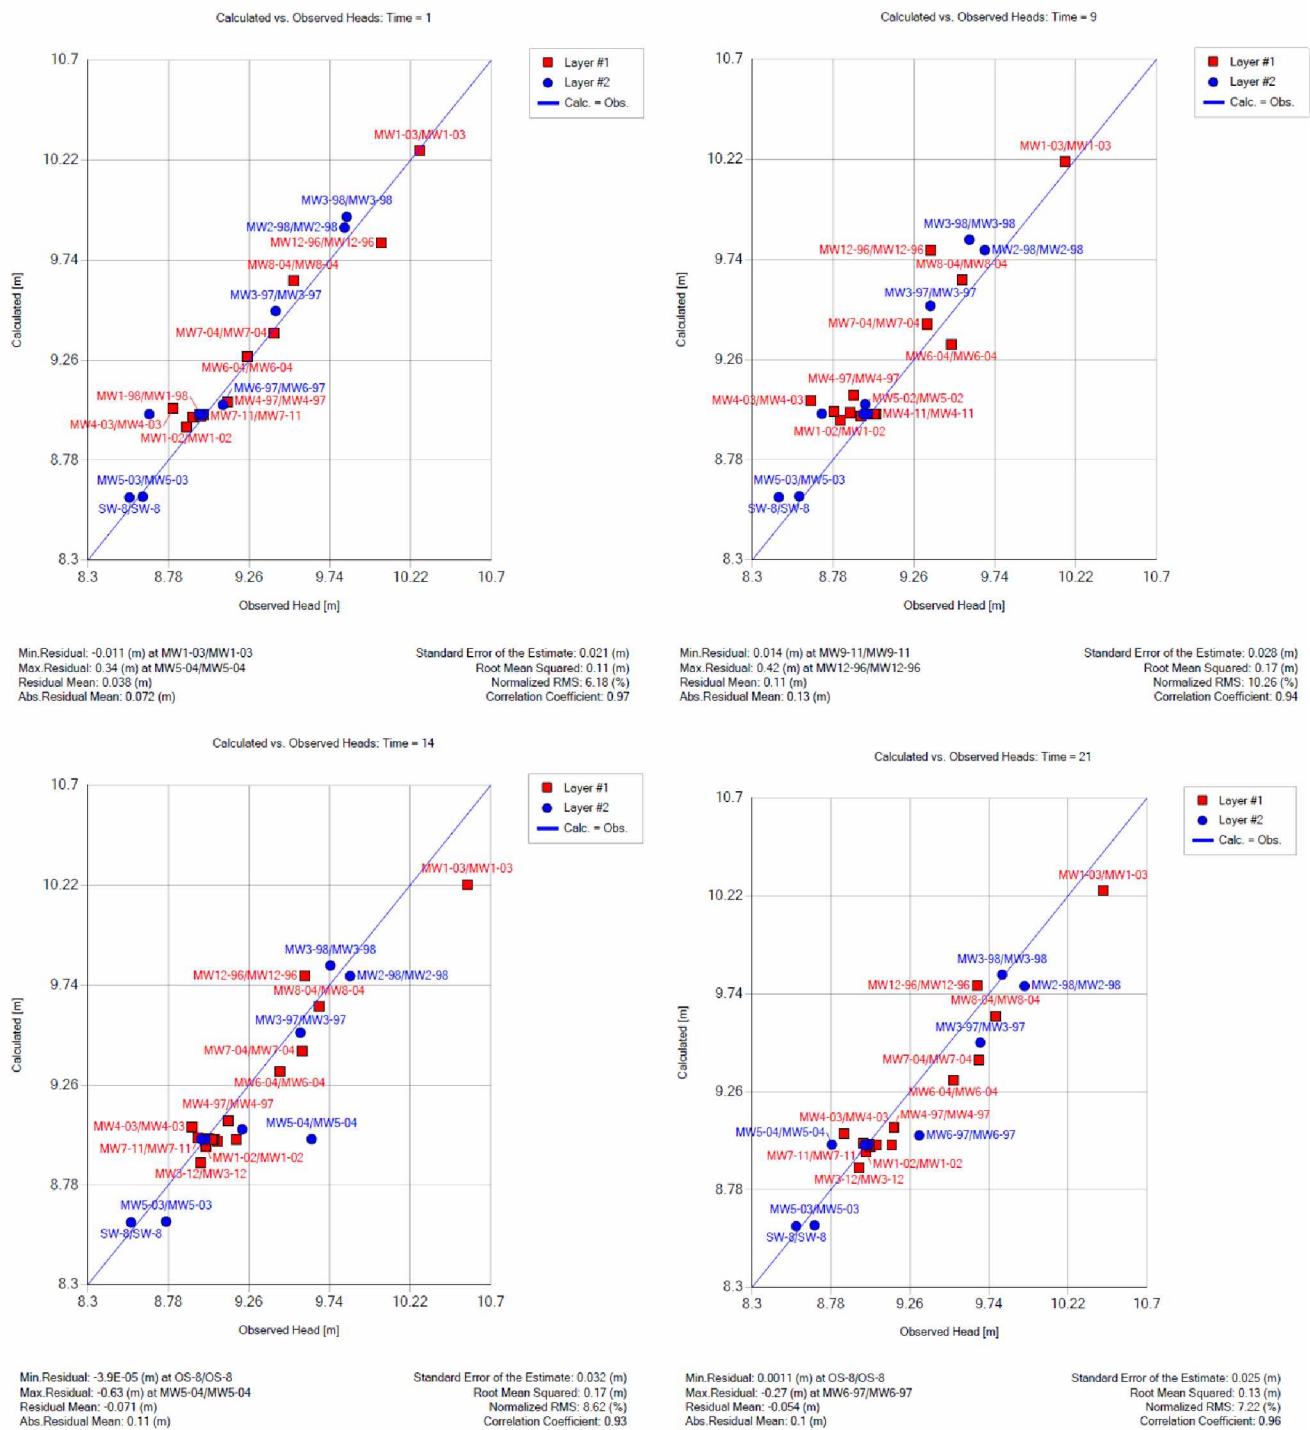 Calculated vs. Observed Heads: Time = 1
Layer #1
Layer #2
Calc. = Obs.
10.7
10.22
9.74
9.26
8.78
8.3
Calculated [m]
MW1-03/MW1-03
MW3-98/MW3-98
MW2-98/MW2-98
MW12-96/MW12-96
MW8-04/MW8-04
MW3-97/MW3-97
MW7-04/MW7-04
MW6-04/MW6-04
MW6-97/MW6-97
MW1-98/MW1-98
MW4-97/MW4-97
MW7-11/MW7-11
MW4-03/MW4-03
MW1-02/MW1-02
MW5-03/MW5-03
SW-8/SW-8
8.3 8.78 9.26 9.74 10.22 10.7
Observed Head [m]
Min.Residual: -0.011 (m) at MW1-03/MW1-03
Max.Residual: 0.34 (m) at MW5-04/MW5-04
Residual Mean: 0.038 (m)
Abs.Residual Mean: 0.072 (m)
Standard Error of the Estimate: 0.021 (m)
Root Mean Squared: 0.11 (m)
Normalized RMS: 6.18 (%)
Correlation Coefficient: 0.97
Calculated vs. Observed Heads: Time = 9
Layer #1
Layer #2
Calc. = Obs.
10.7
10.22
9.74
9.26
8.78
8.3
Calculated [m]
MW1-03/MW1-03
MW3-98/MW3-98
MW12-96/MW12-96
MW2-98/MW2-98
MW8-04/MW8-04
MW3-97/MW3-97
MW7-04/MW7-04
MW6-04/MW6-04
MW4-97/MW4-97
MW4-03/MW4-03
MW5-02/MW5-02
MW4-11/MW4-11
MW1-02/MW1-02
MW5-03/MW5-03
SW-8/SW-8
8.3 8.78 9.26 9.74 10.22 10.7
Observed Head [m]
Min.Residual: 0.014 (m) at MW9-11/MW9-11
Max.Residual: 0.42 (m) at MW12-96/MW12-96
Residual Mean: 0.11 (m)
Abs.Residual Mean: 0.13 (m)
Standard Error of the Estimate: 0.028 (m)
Root Mean Squared: 0.17 (m)
Normalized RMS: 10.26 (%)
Correlation Coefficient: 0.94
Calculated vs. Observed Heads: Time = 14
Layer #1
Layer #2
Calc. = Obs.
10.7
10.22
9.74
9.26
8.78
8.3
Calculated [m]
MW1-03/MW1-03
MW3-98/MW3-98
MW12-96/MW12-96
MW2-98/MW2-98
MW8-04/MW8-04
MW3-97/MW3-97
MW7-04/MW7-04
MW6-04/MW6-04
MW4-97/MW4-97
MW4-03/MW4-03
MW5-04/MW5-04
MW7-11/MW7-11
MW1-02/MW1-02
MW3-12/MW3-12
MW5-03/MW5-03
SW-8/SW-8
8.3 8.78 9.26 9.74 10.22 10.7
Observed Head [m]
Min.Residual: -3.9E-05 (m) at OS-8/OS-8
Max.Residual: -0.63 (m) at MW5-04/MW5-04
Residual Mean: -0.071 (m)
Abs.Residual Mean: 0.11 (m)
Standard Error of the Estimate: 0.032 (m)
Root Mean Squared: 0.17 (m)
Normalized RMS: 8.62 (%)
Correlation Coefficient: 0.93
Calculated vs. Observed Heads: Time = 21
Layer #1
Layer #2
Calc. = Obs.
10.7
10.22
9.74
9.26
8.78
8.3
Calculated [m]
MW1-03/MW1-03
MW3-98/MW3-98
MW12-96/MW12-96
MW2-98/MW2-98
MW8-04/MW8-04
MW3-97/MW3-97
MW7-04/MW7-04
MW6-04/MW6-04
MW4-03/MW4-03
MW4-97/MW4-97
MW5-04/MW5-04
MW6-97/MW6-97
MW7-11/MW7-11
MW1-02/MW1-02
MW3-12/MW3-12
MW5-03/MW5-03
SW-8/SW-8
8.3 8.78 9.26 9.74 10.22 10.7
Observed Head [m]
Min.Residual: 0.0011 (m) at OS-8/OS-8
Max.Residual: -0.27 (m) at MW6-97/MW6-97
Residual Mean: -0.054 (m)
Abs.Residual Mean: 0.1 (m)
Standard Error of the Estimate: 0.025 (m)
Root Mean Squared: 0.13 (m)
Normalized RMS: 7.22 (%)
Correlation Coefficient: 0.96